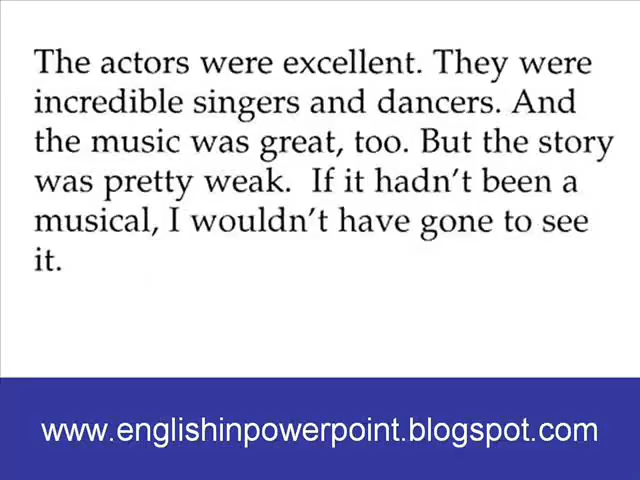 The actors were excellent. They were
incredible singers and dancers. And
the music was great, too. But the story
was pretty weak.  If it hadn't been a
musical, I wouldn't have gone to see
it.
www.englishinpowerpoint.blogspot.com